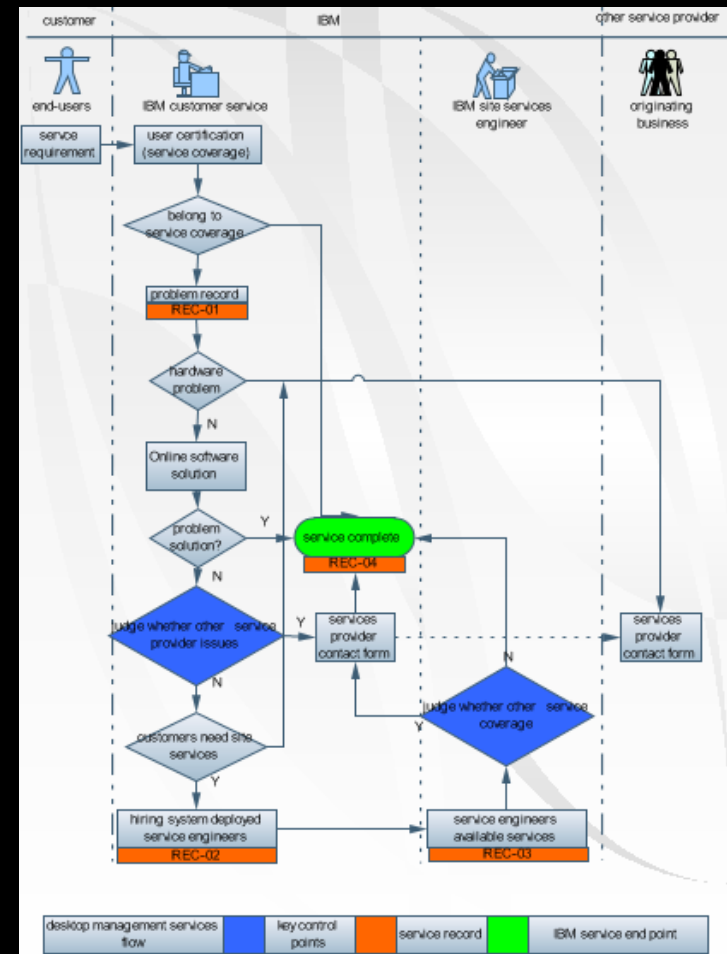 customer
IBM
other service provider
end-users
IBM customer service
IBM site services
engineer
originating
business
service
requirement
user certification
(service coverage)
belong to
service coverage
problem record
REC-01
hardware
problem
N
Online software
solution
problem
solution?
Y
service complete
REC-04
N
judge whether other service
provider issues
Y
services
provider
contact form
services
provider
contact form
N
N
judge whether other service
coverage
Y
customers need site
services
Y
hiring system deployed
service engineers
REC-02
service engineers
available services
REC-03
desktop management services
flow
key control
points
service record
IBM service end point